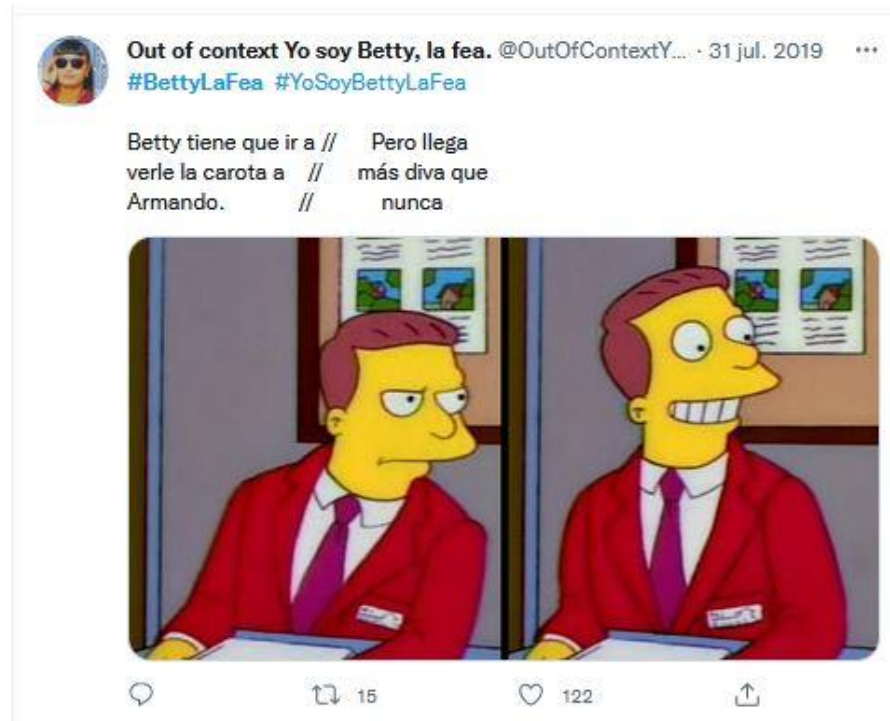 Out of context Yo soy Betty, la fea. @OutOfContextY... · 31 jul. 2019
#BettyLaFea #YoSoyBettyLaFea
Betty tiene que ir a // Pero llega
verle la carota a // más diva que
Armando. // nunca
15 122